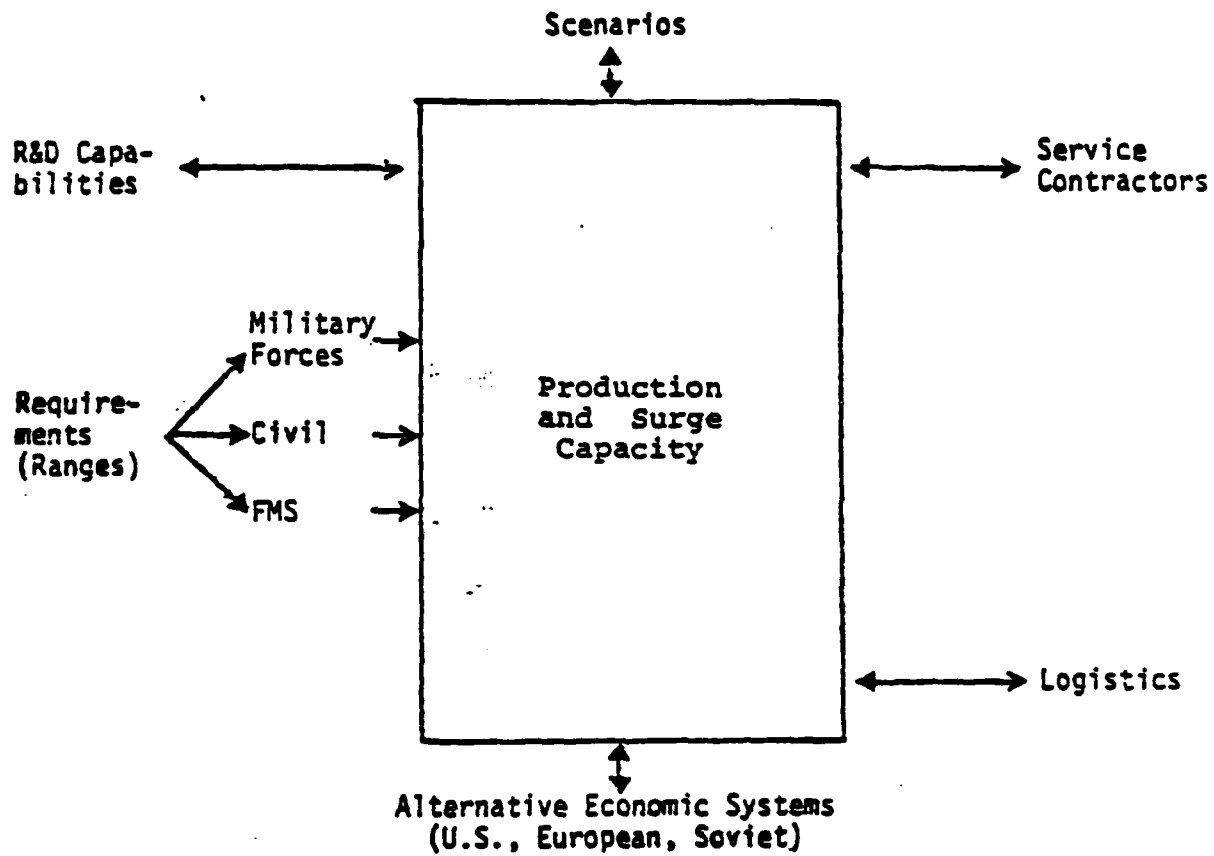 Scenarios
R&D Capa-
bilities
Service
Contractors
Military
Forces
Require-
ments
(Ranges)
Civil
FMS
Production
and Surge
Capacity
Logistics
Alternative Economic Systems
(U.S., European, Soviet)